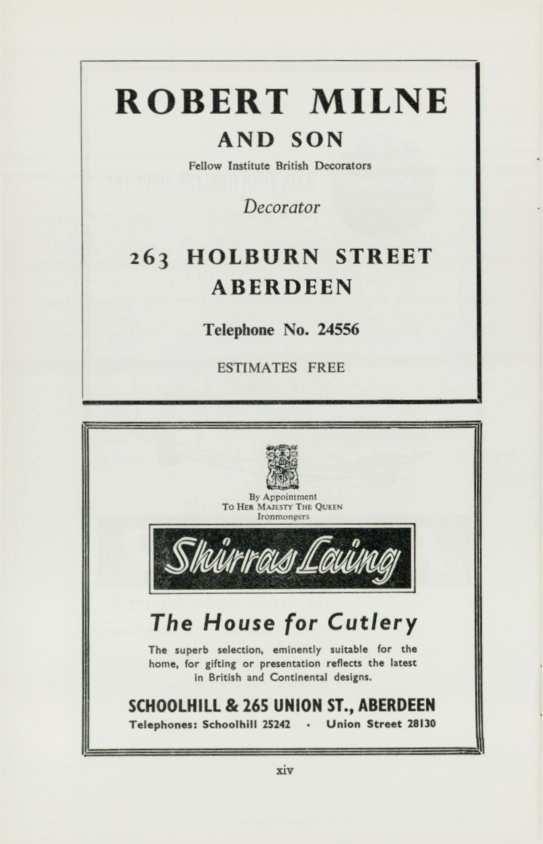 ROBERT MILNE
AND SON
Fellow Institute British Decorators
Decorator
263 HOLBURN STREET
ABERDEEN
Telephone No. 24556
ESTIMATES FREE
By Appointment
To Her Majesty The Queen
Ironmongers
Shirras Laing
The House for Cutlery
The superb selection, eminently suitable for the
home, for gifting or presentation reflects the latest
in British and Continental designs.
SCHOOLHILL & 265 UNION ST., ABERDEEN
Telephones: Schoolhill 25242 · Union Street 28130
xiv